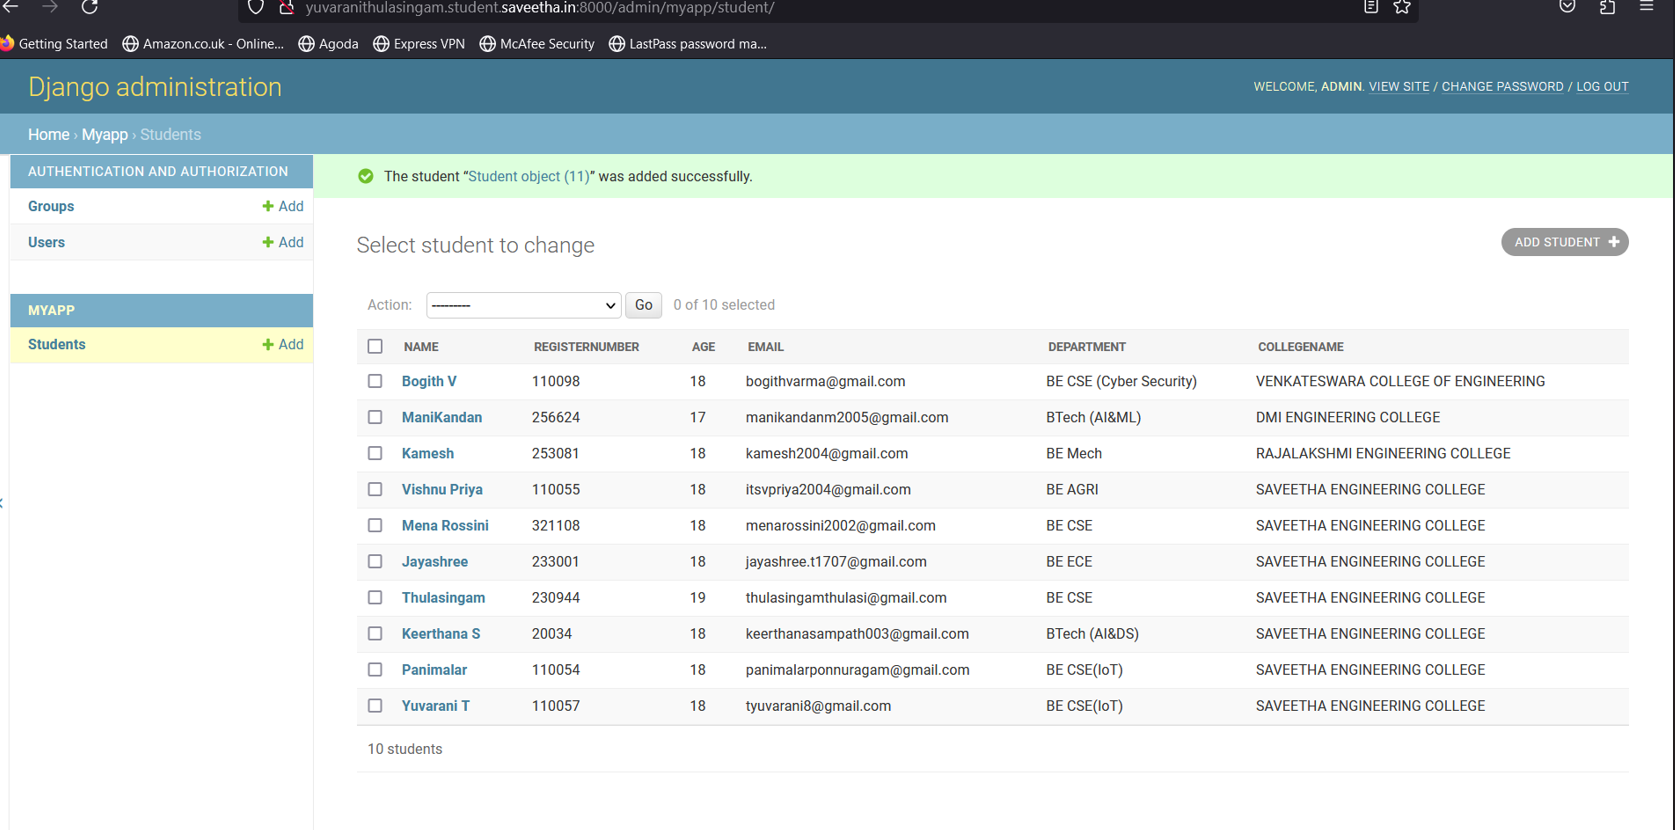 yuvaranithulasingam.student.saveetha.in:8000/admin/myapp/student/
Getting Started Amazon.co.uk - Online... Agoda Express VPN McAfee Security LastPass password ma...
Django administration
WELCOME, ADMIN. VIEW SITE / CHANGE PASSWORD / LOG OUT
Home › Myapp › Students
AUTHENTICATION AND AUTHORIZATION
Groups + Add
Users + Add
MYAPP
Students + Add
The student “Student object (11)” was added successfully.
Select student to change
ADD STUDENT +
Action: --------- Go 0 of 10 selected
NAME REGISTERNUMBER AGE EMAIL DEPARTMENT COLLEGENAME
Bogith V 110098 18 bogithvarma@gmail.com BE CSE (Cyber Security) VENKATESWARA COLLEGE OF ENGINEERING
ManiKandan 256624 17 manikandanm2005@gmail.com BTech (AI&ML) DMI ENGINEERING COLLEGE
Kamesh 253081 18 kamesh2004@gmail.com BE Mech RAJALAKSHMI ENGINEERING COLLEGE
Vishnu Priya 110055 18 itsvpriya2004@gmail.com BE AGRI SAVEETHA ENGINEERING COLLEGE
Mena Rossini 321108 18 menarossini2002@gmail.com BE CSE SAVEETHA ENGINEERING COLLEGE
Jayashree 233001 18 jayashree.t1707@gmail.com BE ECE SAVEETHA ENGINEERING COLLEGE
Thulasingam 230944 19 thulasingamthulasi@gmail.com BE CSE SAVEETHA ENGINEERING COLLEGE
Keerthana S 20034 18 keerthanasampath003@gmail.com BTech (AI&DS) SAVEETHA ENGINEERING COLLEGE
Panimalar 110054 18 panimalarponnuragam@gmail.com BE CSE(IoT) SAVEETHA ENGINEERING COLLEGE
Yuvarani T 110057 18 tyuvarani8@gmail.com BE CSE(IoT) SAVEETHA ENGINEERING COLLEGE
10 students